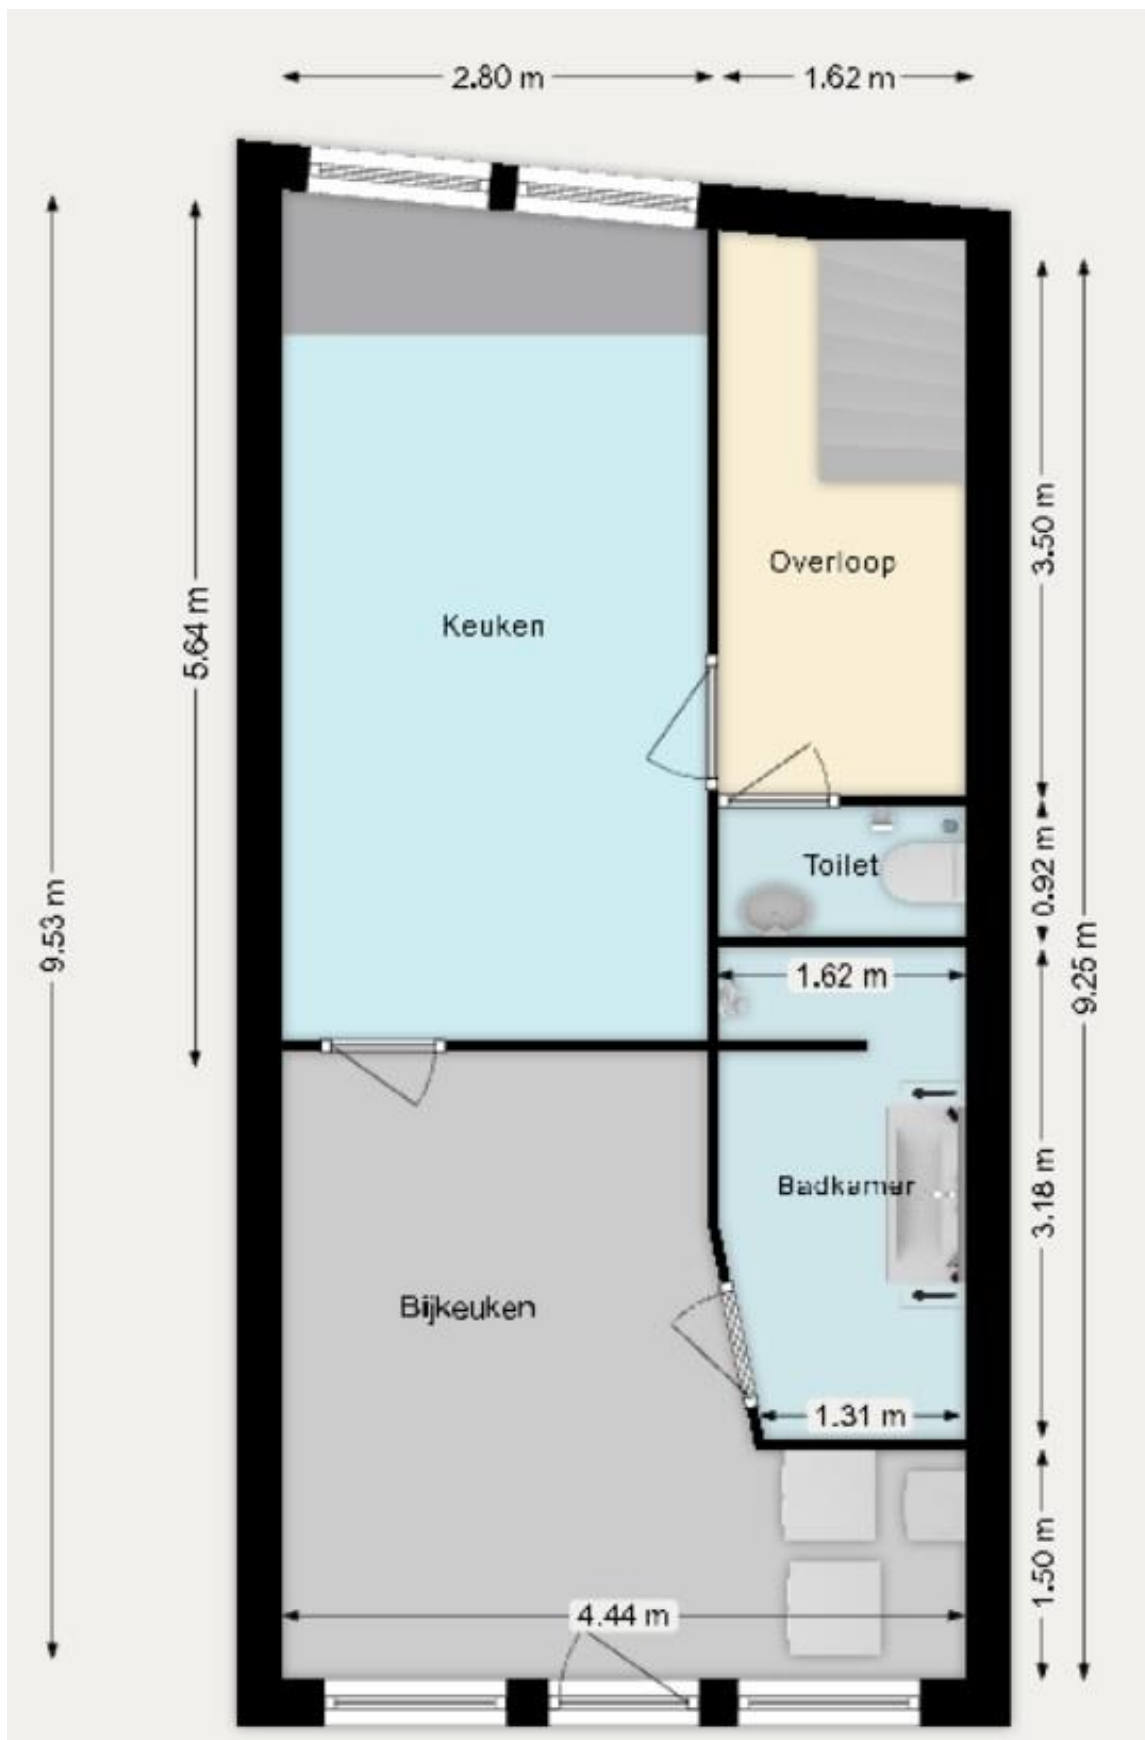 2.80 m
1.62 m
Keuken
Overloop
3.50 m
5.64 m
Toilet
0.92 m
9.53 m
9.25 m
1.62 m
Badkamer
3.18 m
Bijkeuken
1.31 m
1.50 m
4.44 m